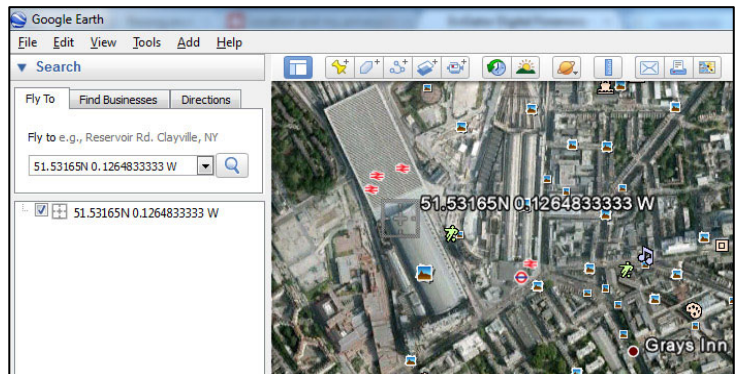 Google Earth
File Edit View Tools Add Help
Search
Fly To Find Businesses Directions
Fly to e.g., Reservoir Rd. Clayville, NY
51.53165N 0.1264833333 W
51.53165N 0.1264833333 W
51.53165N 0.1264833333 W
Grays Inn